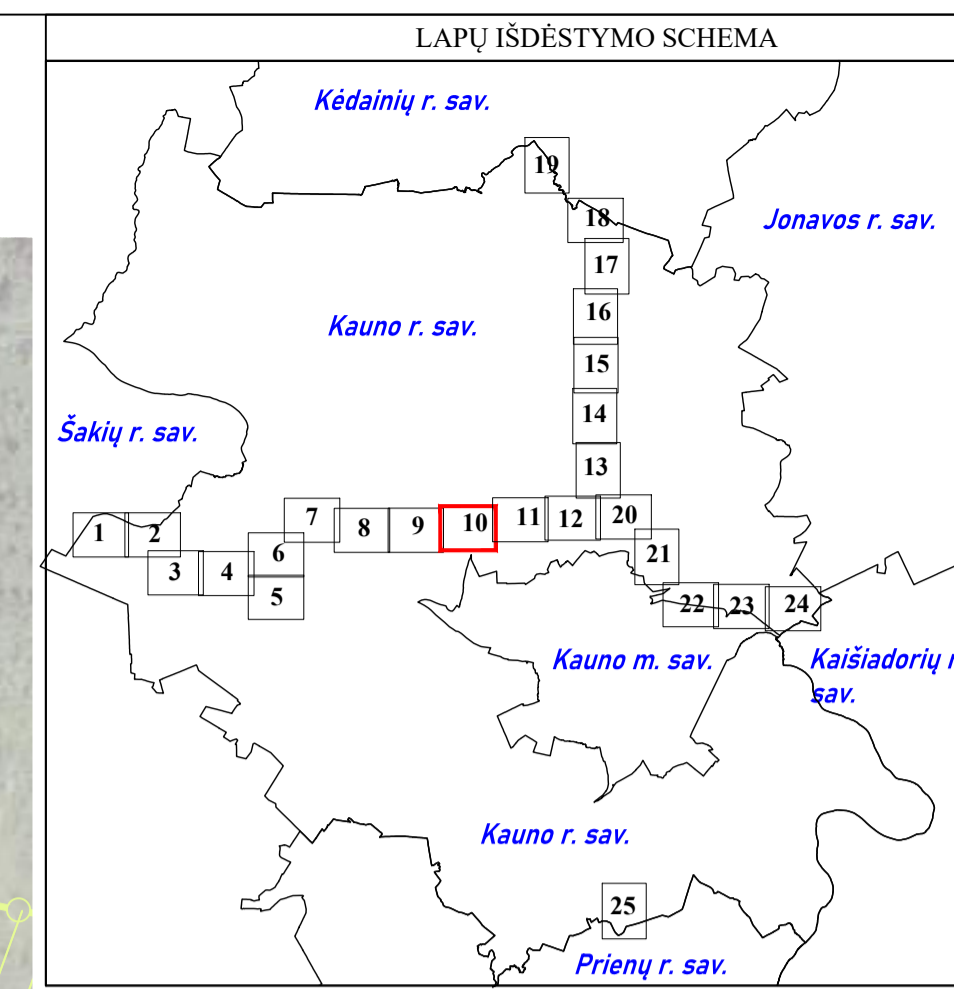 LAPŲ IŠDĖSTYMO SCHEMA
Kėdainių r. sav.
19
18
Jonavos r. sav.
17
16
Kauno r. sav.
15
14
Šakių r. sav.
13
1
2
3
4
5
6
7
8
9
10
11
12
20
21
22
23
24
Kauno m. sav.
Kaišiadorių r
sav.
Kauno r. sav.
25
Prienų r. sav.